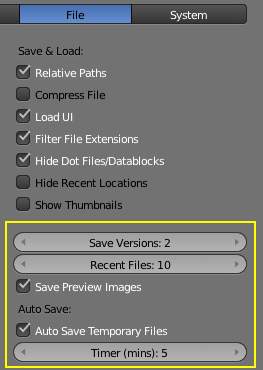 File System
Save & Load:
Relative Paths
Compress File
Load UI
Filter File Extensions
Hide Dot Files/Datablocks
Hide Recent Locations
Show Thumbnails
Save Versions: 2
Recent Files: 10
Save Preview Images
Auto Save:
Auto Save Temporary Files
Timer (mins): 5